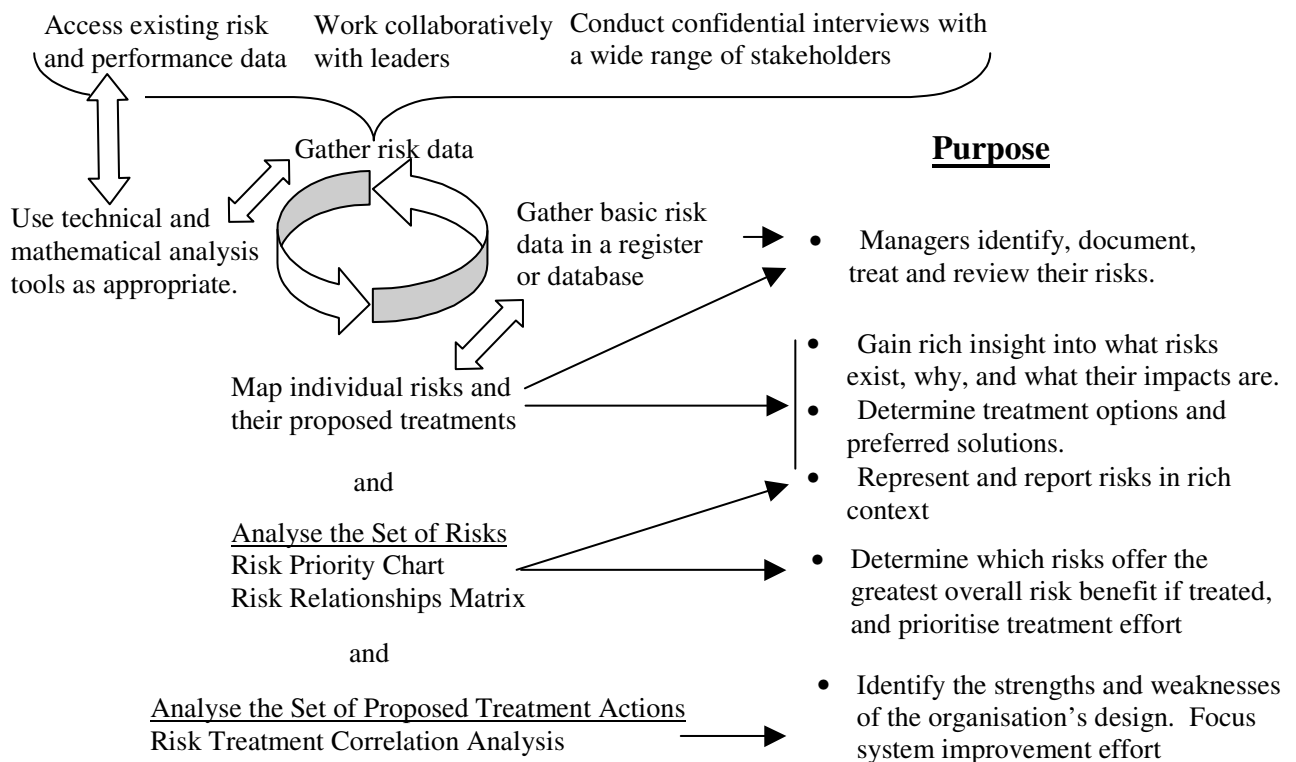 Access existing risk
and performance data
Work collaboratively
with leaders
Conduct confidential interviews with
a wide range of stakeholders
Gather risk data
Purpose
Use technical and
mathematical analysis
tools as appropriate.
Gather basic risk
data in a register
or database
• Managers identify, document,
treat and review their risks.
Map individual risks and
their proposed treatments
• Gain rich insight into what risks
exist, why, and what their impacts are.
• Determine treatment options and
preferred solutions.
• Represent and report risks in rich
context
and
Analyse the Set of Risks
Risk Priority Chart
Risk Relationships Matrix
• Determine which risks offer the
greatest overall risk benefit if treated,
and prioritise treatment effort
and
Analyse the Set of Proposed Treatment Actions
Risk Treatment Correlation Analysis
• Identify the strengths and weaknesses
of the organisation's design. Focus
system improvement effort